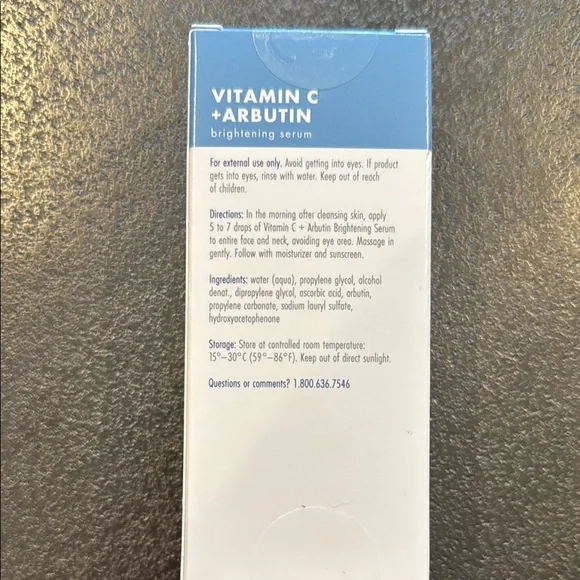 VITAMIN C
+ARBUTIN
brightening serum
For external use only. Avoid getting into eyes. If product
gets into eyes, rinse with water. Keep out of reach
of children.
Directions: In the morning after cleansing skin, apply
5 to 7 drops of Vitamin C + Arbutin Brightening Serum
to entire face and neck, avoiding eye area. Massage in
gently. Follow with moisturizer and sunscreen.
Ingredients: water (aqua), propylene glycol, alcohol
denat., dipropylene glycol, ascorbic acid, arbutin,
propylene carbonate, sodium lauryl sulfate,
hydroxyacetophenone
Storage: Store at controlled room temperature:
15°–30°C (59°–86°F). Keep out of direct sunlight.
Questions or comments? 1.800.636.7546